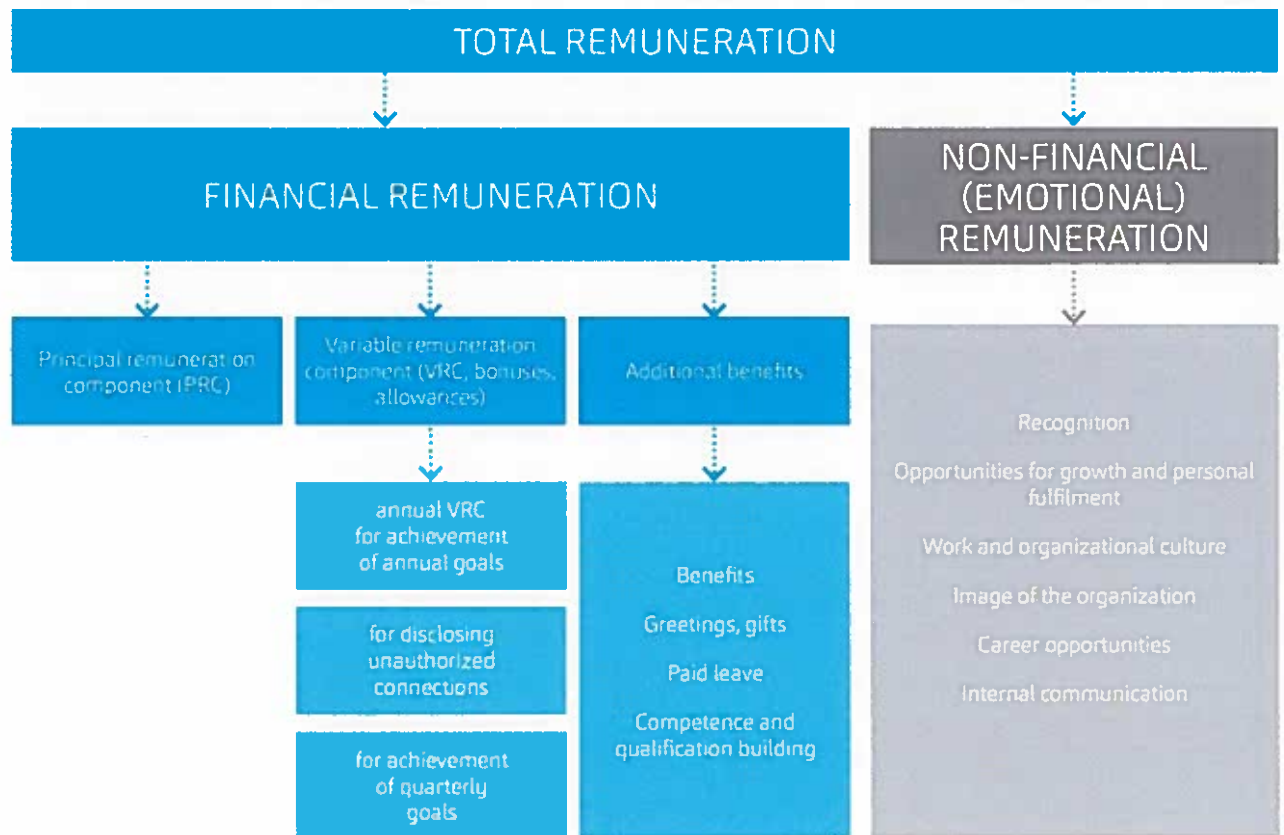 TOTAL REMUNERATION
FINANCIAL REMUNERATION
NON-FINANCIAL
(EMOTIONAL)
REMUNERATION
Principal remuneration
component (PRC)
Variable remuneration
component (VRC, bonuses,
allowances)
Additional benefits
annual VRC
for achievement
of annual goals
for disclosing
unauthorized
connections
for achievement
of quarterly
goals
Benefits
Greetings, gifts
Paid leave
Competence and
qualification building
Recognition
Opportunities for growth and personal
fulfilment
Work and organizational culture
Image of the organization
Career opportunities
Internal communication